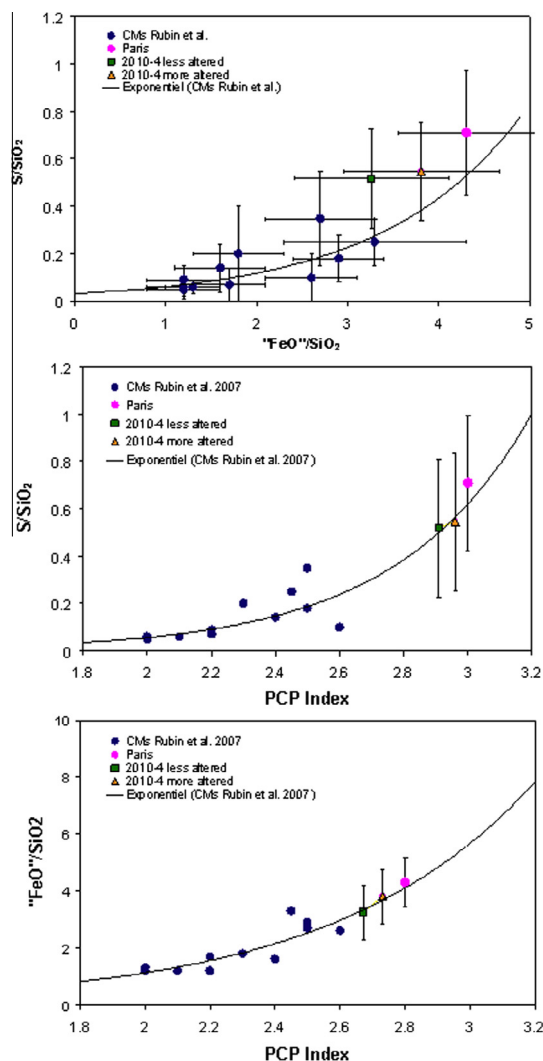 CMs Rubin et al.
Paris
2010-4 less altered
2010-4 more altered
Exponentiel (CMs Rubin et al.)
S/SiO₂
1.2
1
0.8
0.6
0.4
0.2
0
0 1 2 3 4 5
"FeO"/SiO₂
CMs Rubin et al. 2007
Paris
2010-4 less altered
2010-4 more altered
Exponentiel (CMs Rubin et al. 2007)
S/SiO₂
1.2
1
0.8
0.6
0.4
0.2
0
1.8 2 2.2 2.4 2.6 2.8 3 3.2
PCP Index
CMs Rubin et al. 2007
Paris
2010-4 less altered
2010-4 more altered
Exponentiel (CMs Rubin et al. 2007)
"FeO"/SiO2
10
8
6
4
2
0
1.8 2 2.2 2.4 2.6 2.8 3 3.2
PCP Index